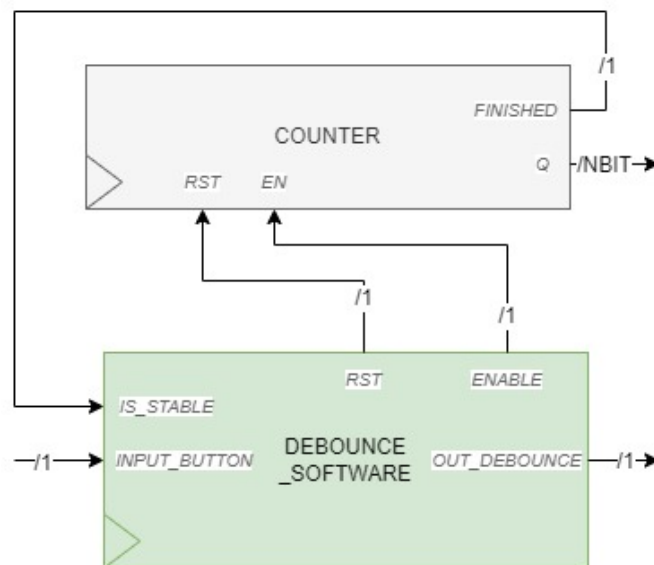 /1
FINISHED
COUNTER
Q
/NBIT
RST
EN
/1
/1
RST
ENABLE
IS_STABLE
DEBOUNCE
_SOFTWARE
/1
INPUT_BUTTON
OUT_DEBOUNCE
/1